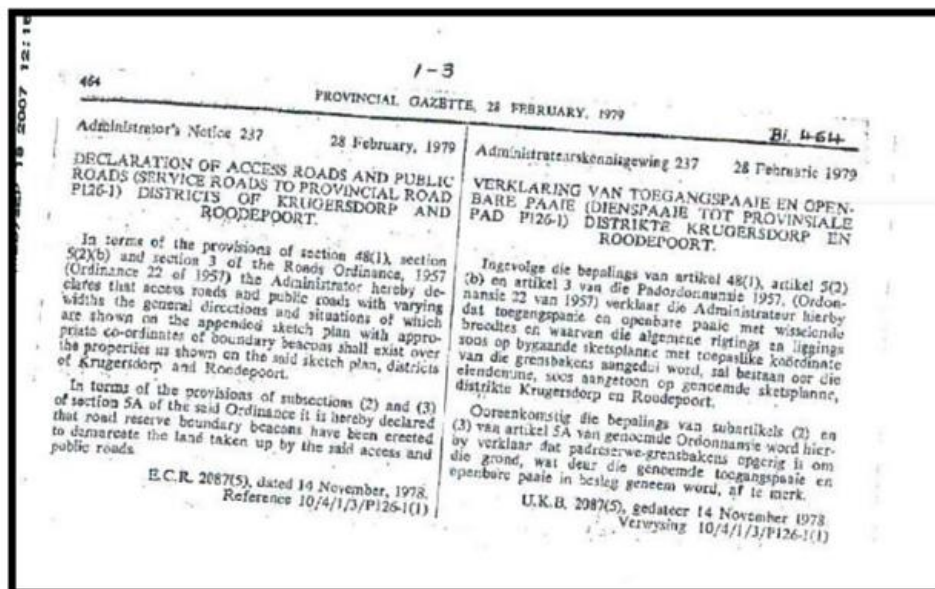 18 2007 12:18
1-3
464
PROVINCIAL GAZETTE, 28 FEBRUARY, 1979
Bl. 464
Administrator's Notice 237 28 February, 1979
DECLARATION OF ACCESS ROADS AND PUBLIC
ROADS (SERVICE ROADS TO PROVINCIAL ROAD
P126-1) DISTRICTS OF KRUGERSDORP AND
ROODEPOORT.
In terms of the provisions of section 48(1), section
5(2)(b) and section 3 of the Roads Ordinance, 1957
(Ordinance 22 of 1957) the Administrator hereby de-
clares that access roads and public roads with varying
widths the general directions and situations of which
are shown on the appended sketch plan with appro-
priate co-ordinates of boundary beacons shall exist over
the properties as shown on the said sketch plan, districts
of Krugersdorp and Roodepoort.
In terms of the provisions of subsections (2) and (3)
of section 5A of the said Ordinance it is hereby declared
that road reserve boundary beacons have been erected
to demarcate the land taken up by the said access and
public roads.
E.C.R. 2087(5), dated 14 November, 1978.
Reference 10/4/1/3/P126-1(1)
Administrateurskennisgewing 237 28 Februarie 1979
VERKLARING VAN TOEGANGSPAAIE EN OPEN-
BARE PAAIE (DIENSPAAIE TOT PROVINSIALE
PAD P126-1) DISTRIKTE KRUGERSDORP EN
ROODEPOORT.
Ingevolge die bepalings van artikel 48(1), artikel 5(2)
(b) en artikel 3 van die Padordonnansie 1957, (Ordon-
nansie 22 van 1957) verklaar die Administrateur hierby
dat toegangspaaie en openbare paaie met wisselende
breedtes en waarvan die algemene rigtings en liggings
soos op bygaande sketsplanne met toepaslike koördinate
van die grensbakens aangedui word, sal bestaan oor die
eiendomme, soos aangetoon op genoemde sketsplanne,
distrikte Krugersdorp en Roodepoort.
Ooreenkomstig die bepalings van subartikels (2) en
(3) van artikel 5A van genoemde Ordonnansie word hier-
by verklaar dat padreserwe-grensbakens opgerig is om
die grond, wat deur die genoemde toegangspaaie en
openbare paaie in beslag geneem word, af te merk.
U.K.B. 2087(5), gedateer 14 November 1978.
Verwysing 10/4/1/3/P126-1(1)